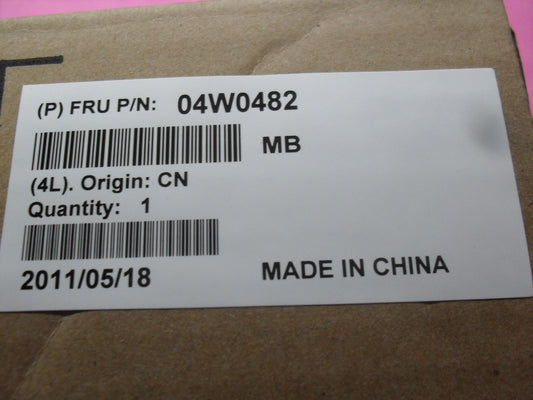 (P) FRU P/N: 04W0482
MB
(4L). Origin: CN
Quantity: 1
2011/05/18 MADE IN CHINA